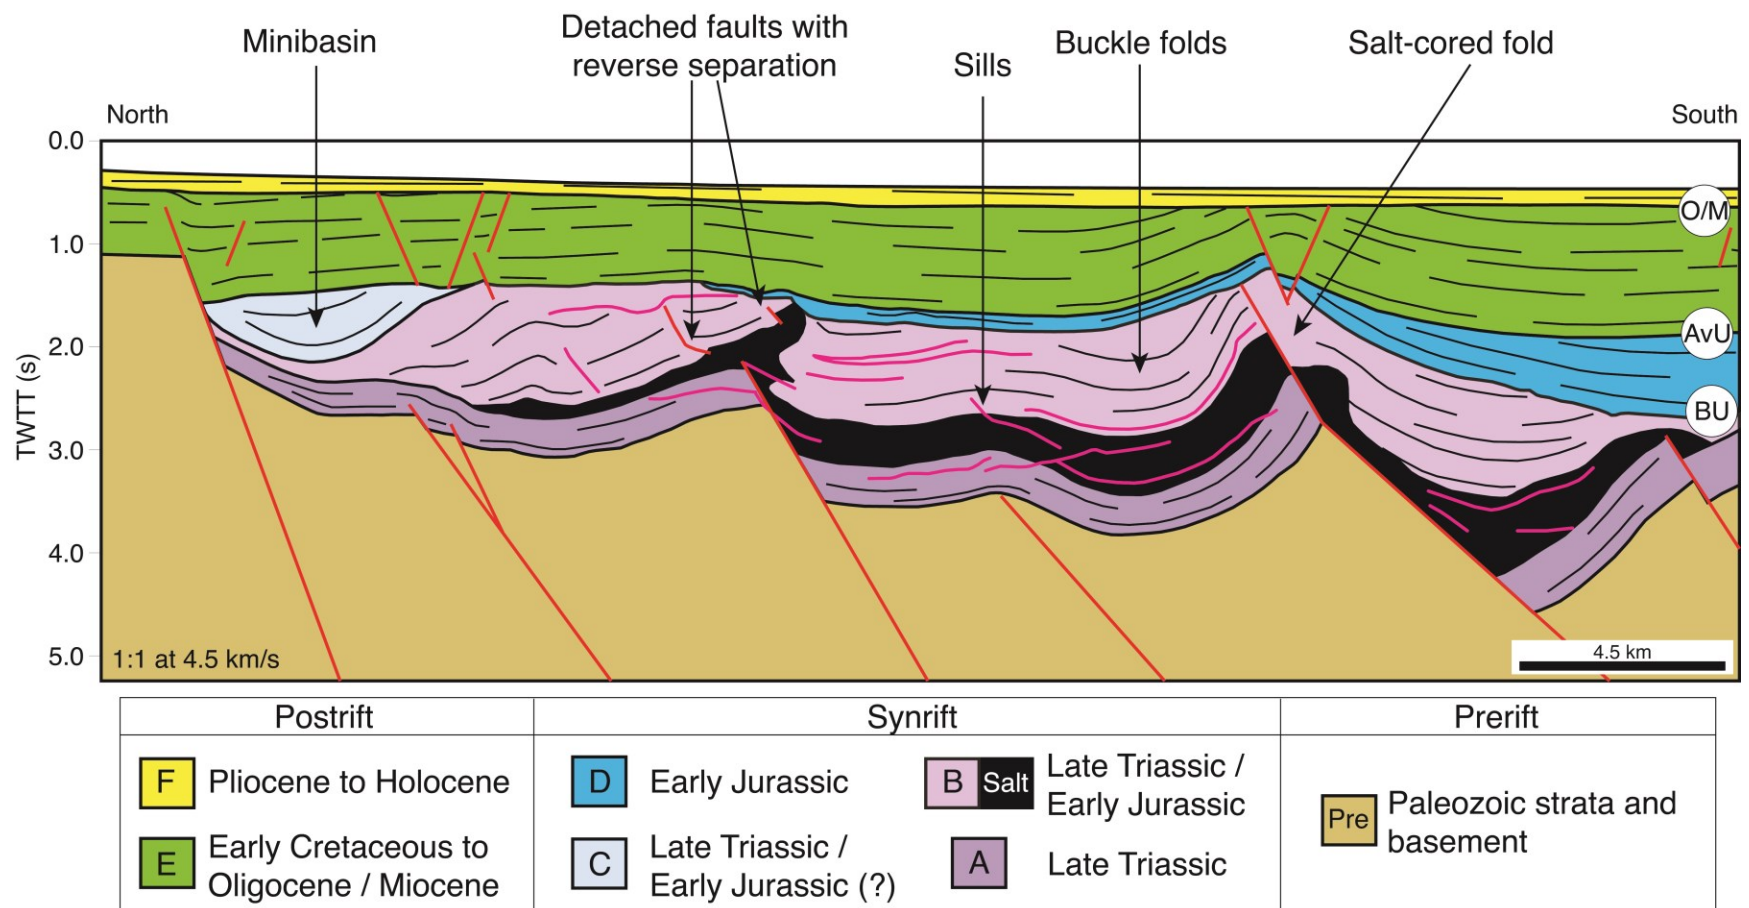 Minibasin
Detached faults with
reverse separation
Sills
Buckle folds
Salt-cored fold
North
South
0.0
1.0
2.0
3.0
4.0
5.0
TWTT (s)
O/M
AvU
BU
1:1 at 4.5 km/s
4.5 km
Postrift
Synrift
Prerift
F
Pliocene to Holocene
E
Early Cretaceous to
Oligocene / Miocene
D
Early Jurassic
C
Late Triassic /
Early Jurassic (?)
B
Salt
Late Triassic /
Early Jurassic
A
Late Triassic
Pre
Paleozoic strata and
basement